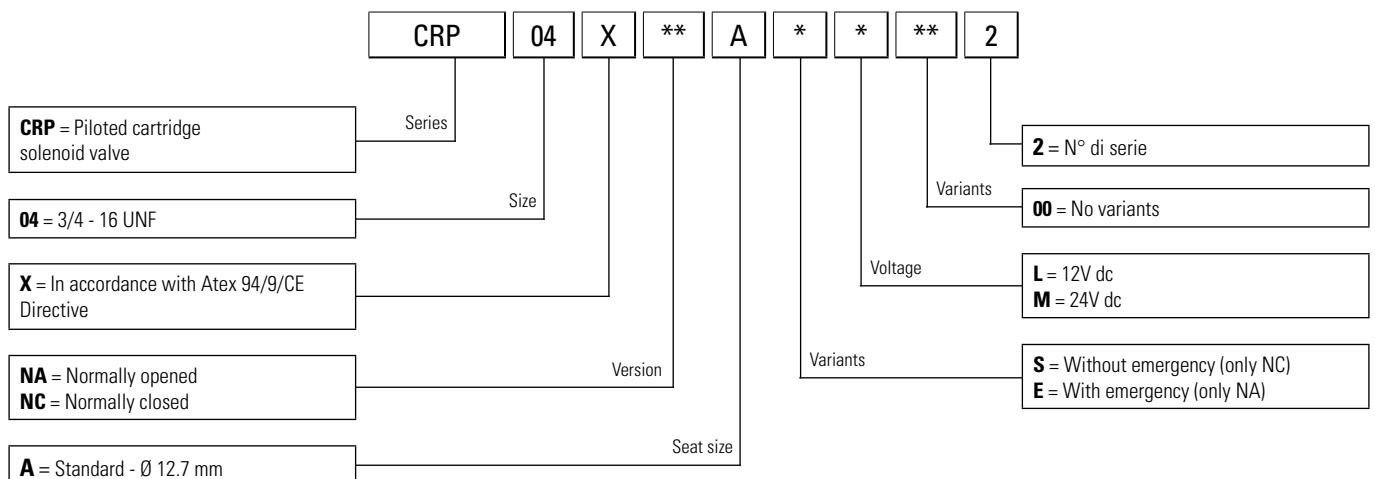 CRP 04 X ** A * * ** 2
CRP = Piloted cartridge
solenoid valve
Series
04 = 3/4 - 16 UNF
Size
X = In accordance with Atex 94/9/CE
Directive
NA = Normally opened
NC = Normally closed
Version
A = Standard - Ø 12.7 mm
Seat size
2 = N° di serie
Variants
00 = No variants
Voltage
L = 12V dc
M = 24V dc
Variants
S = Without emergency (only NC)
E = With emergency (only NA)